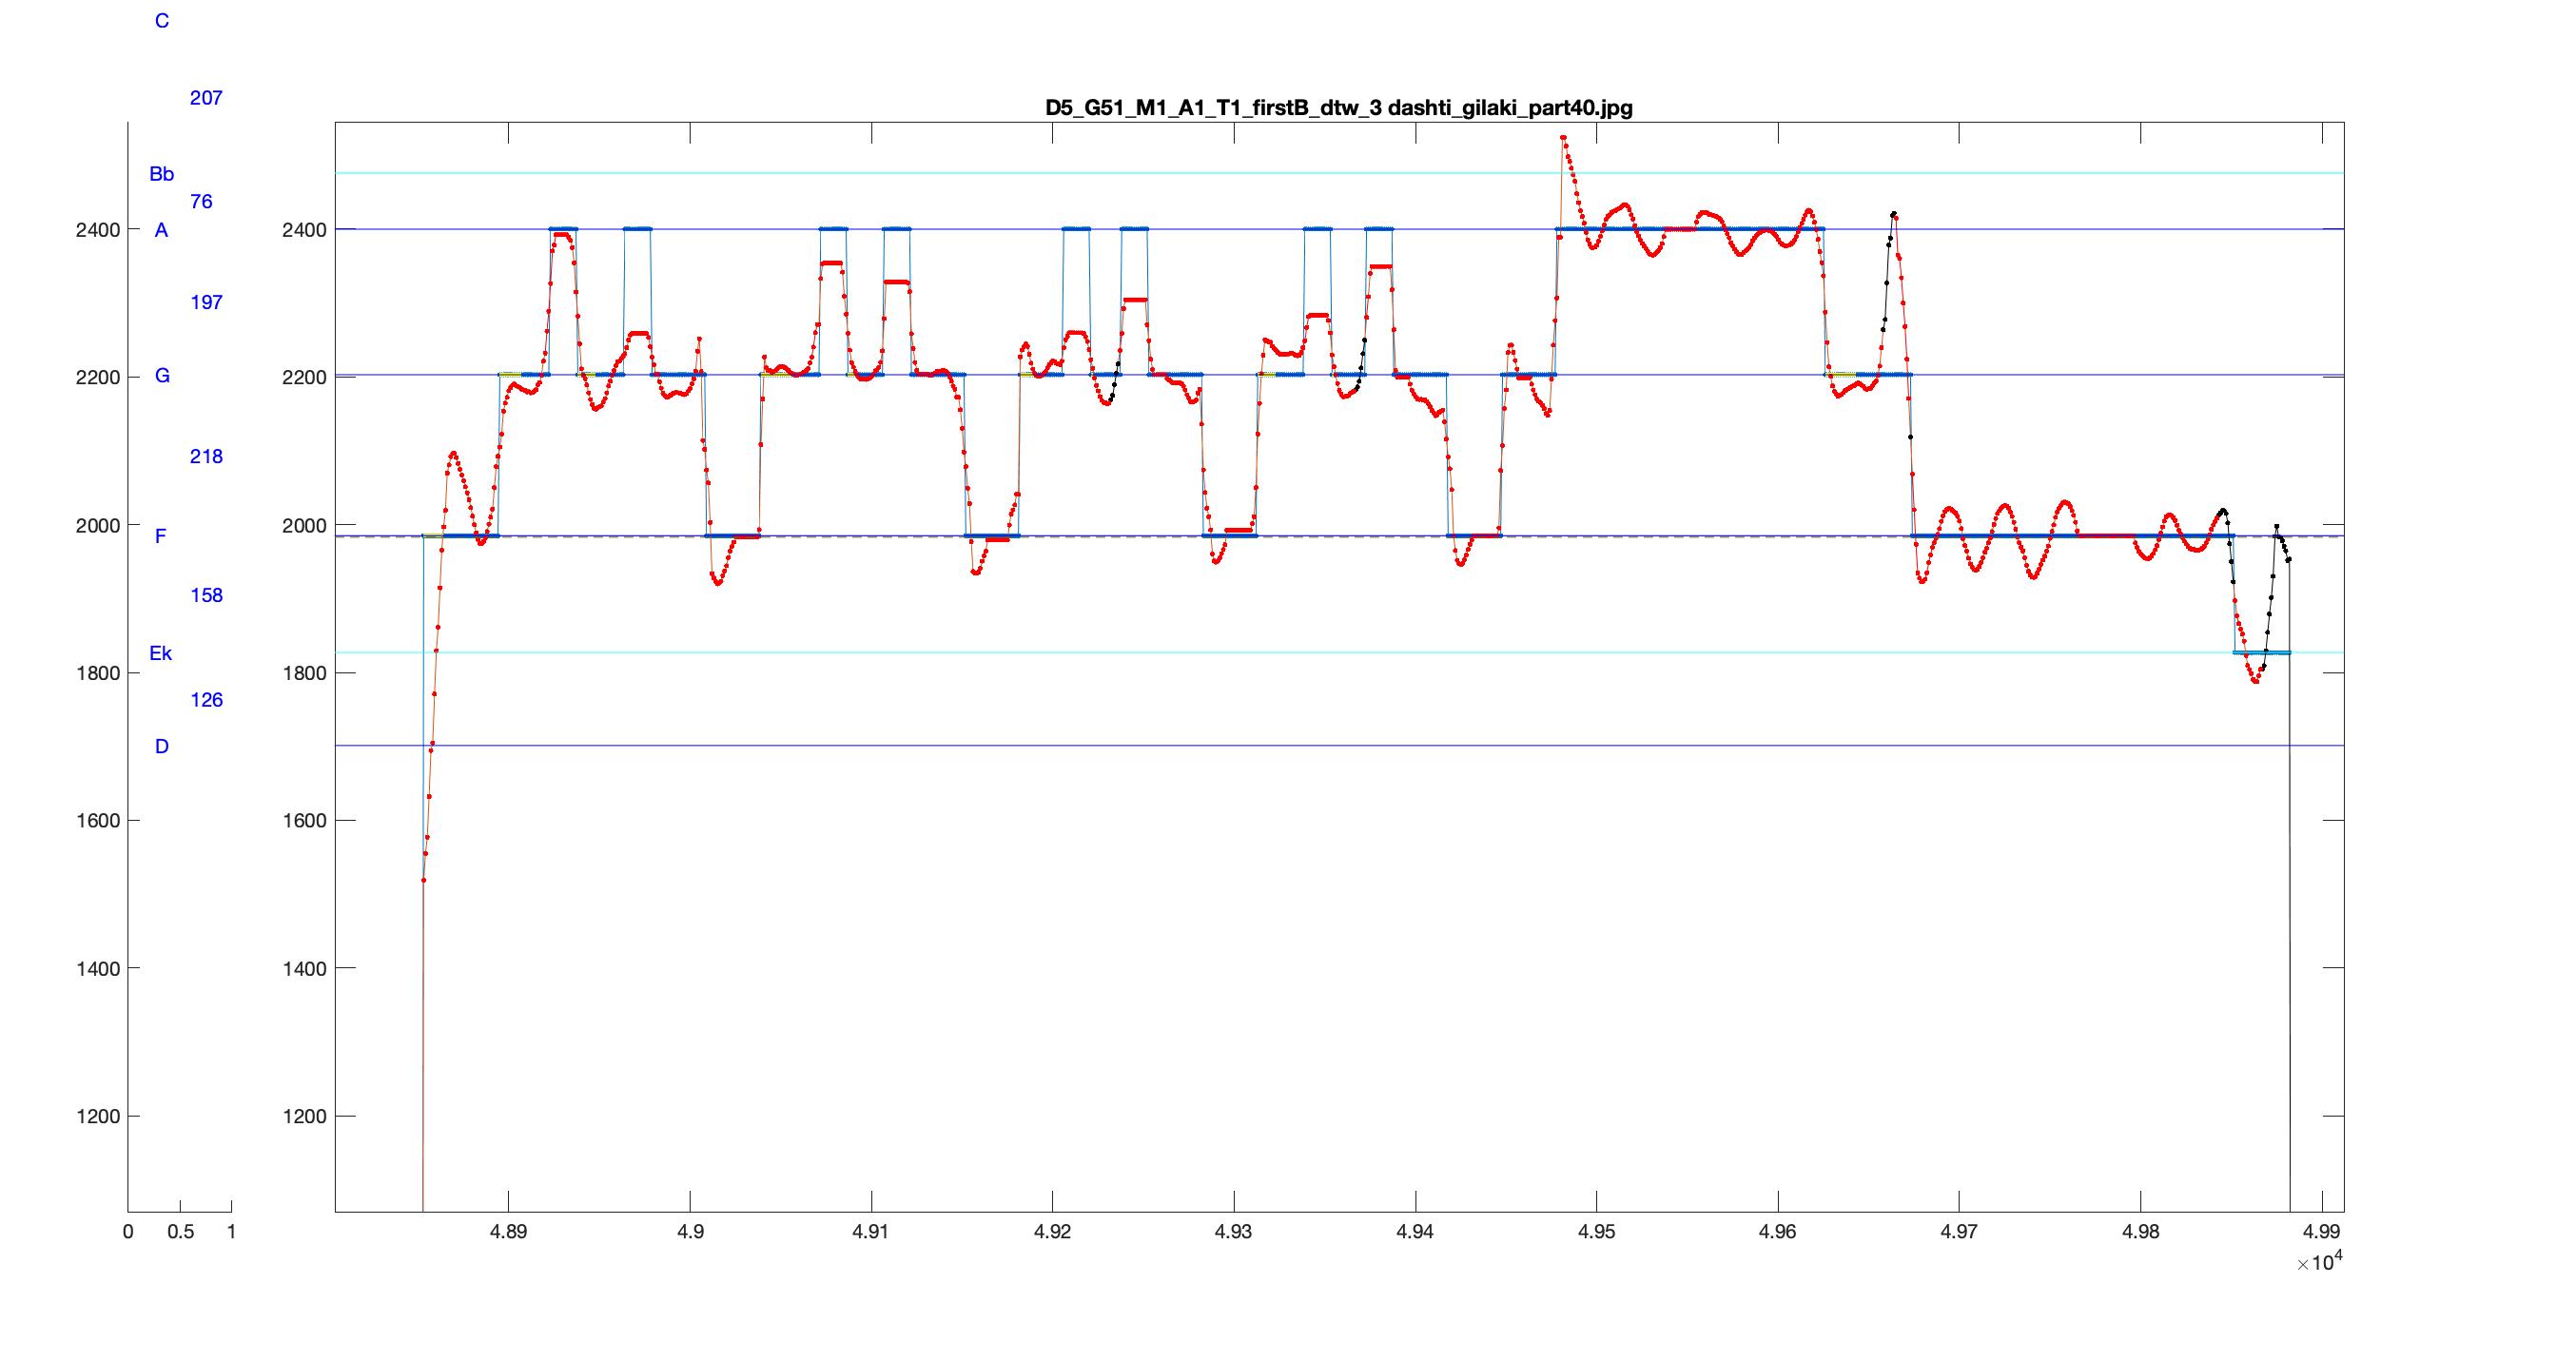 C
207
D5_G51_M1_A1_T1_firstB_dtw_3 dashti_gilaki_part40.jpg
Bb
76
2400 A 2400
197
2200 G 2200
218
2000 F 2000
158
Ek
1800 1800
126
D
1600 1600
1400 1400
1200 1200
0 0.5 1 4.89 4.9 4.91 4.92 4.93 4.94 4.95 4.96 4.97 4.98 4.99
×10⁴